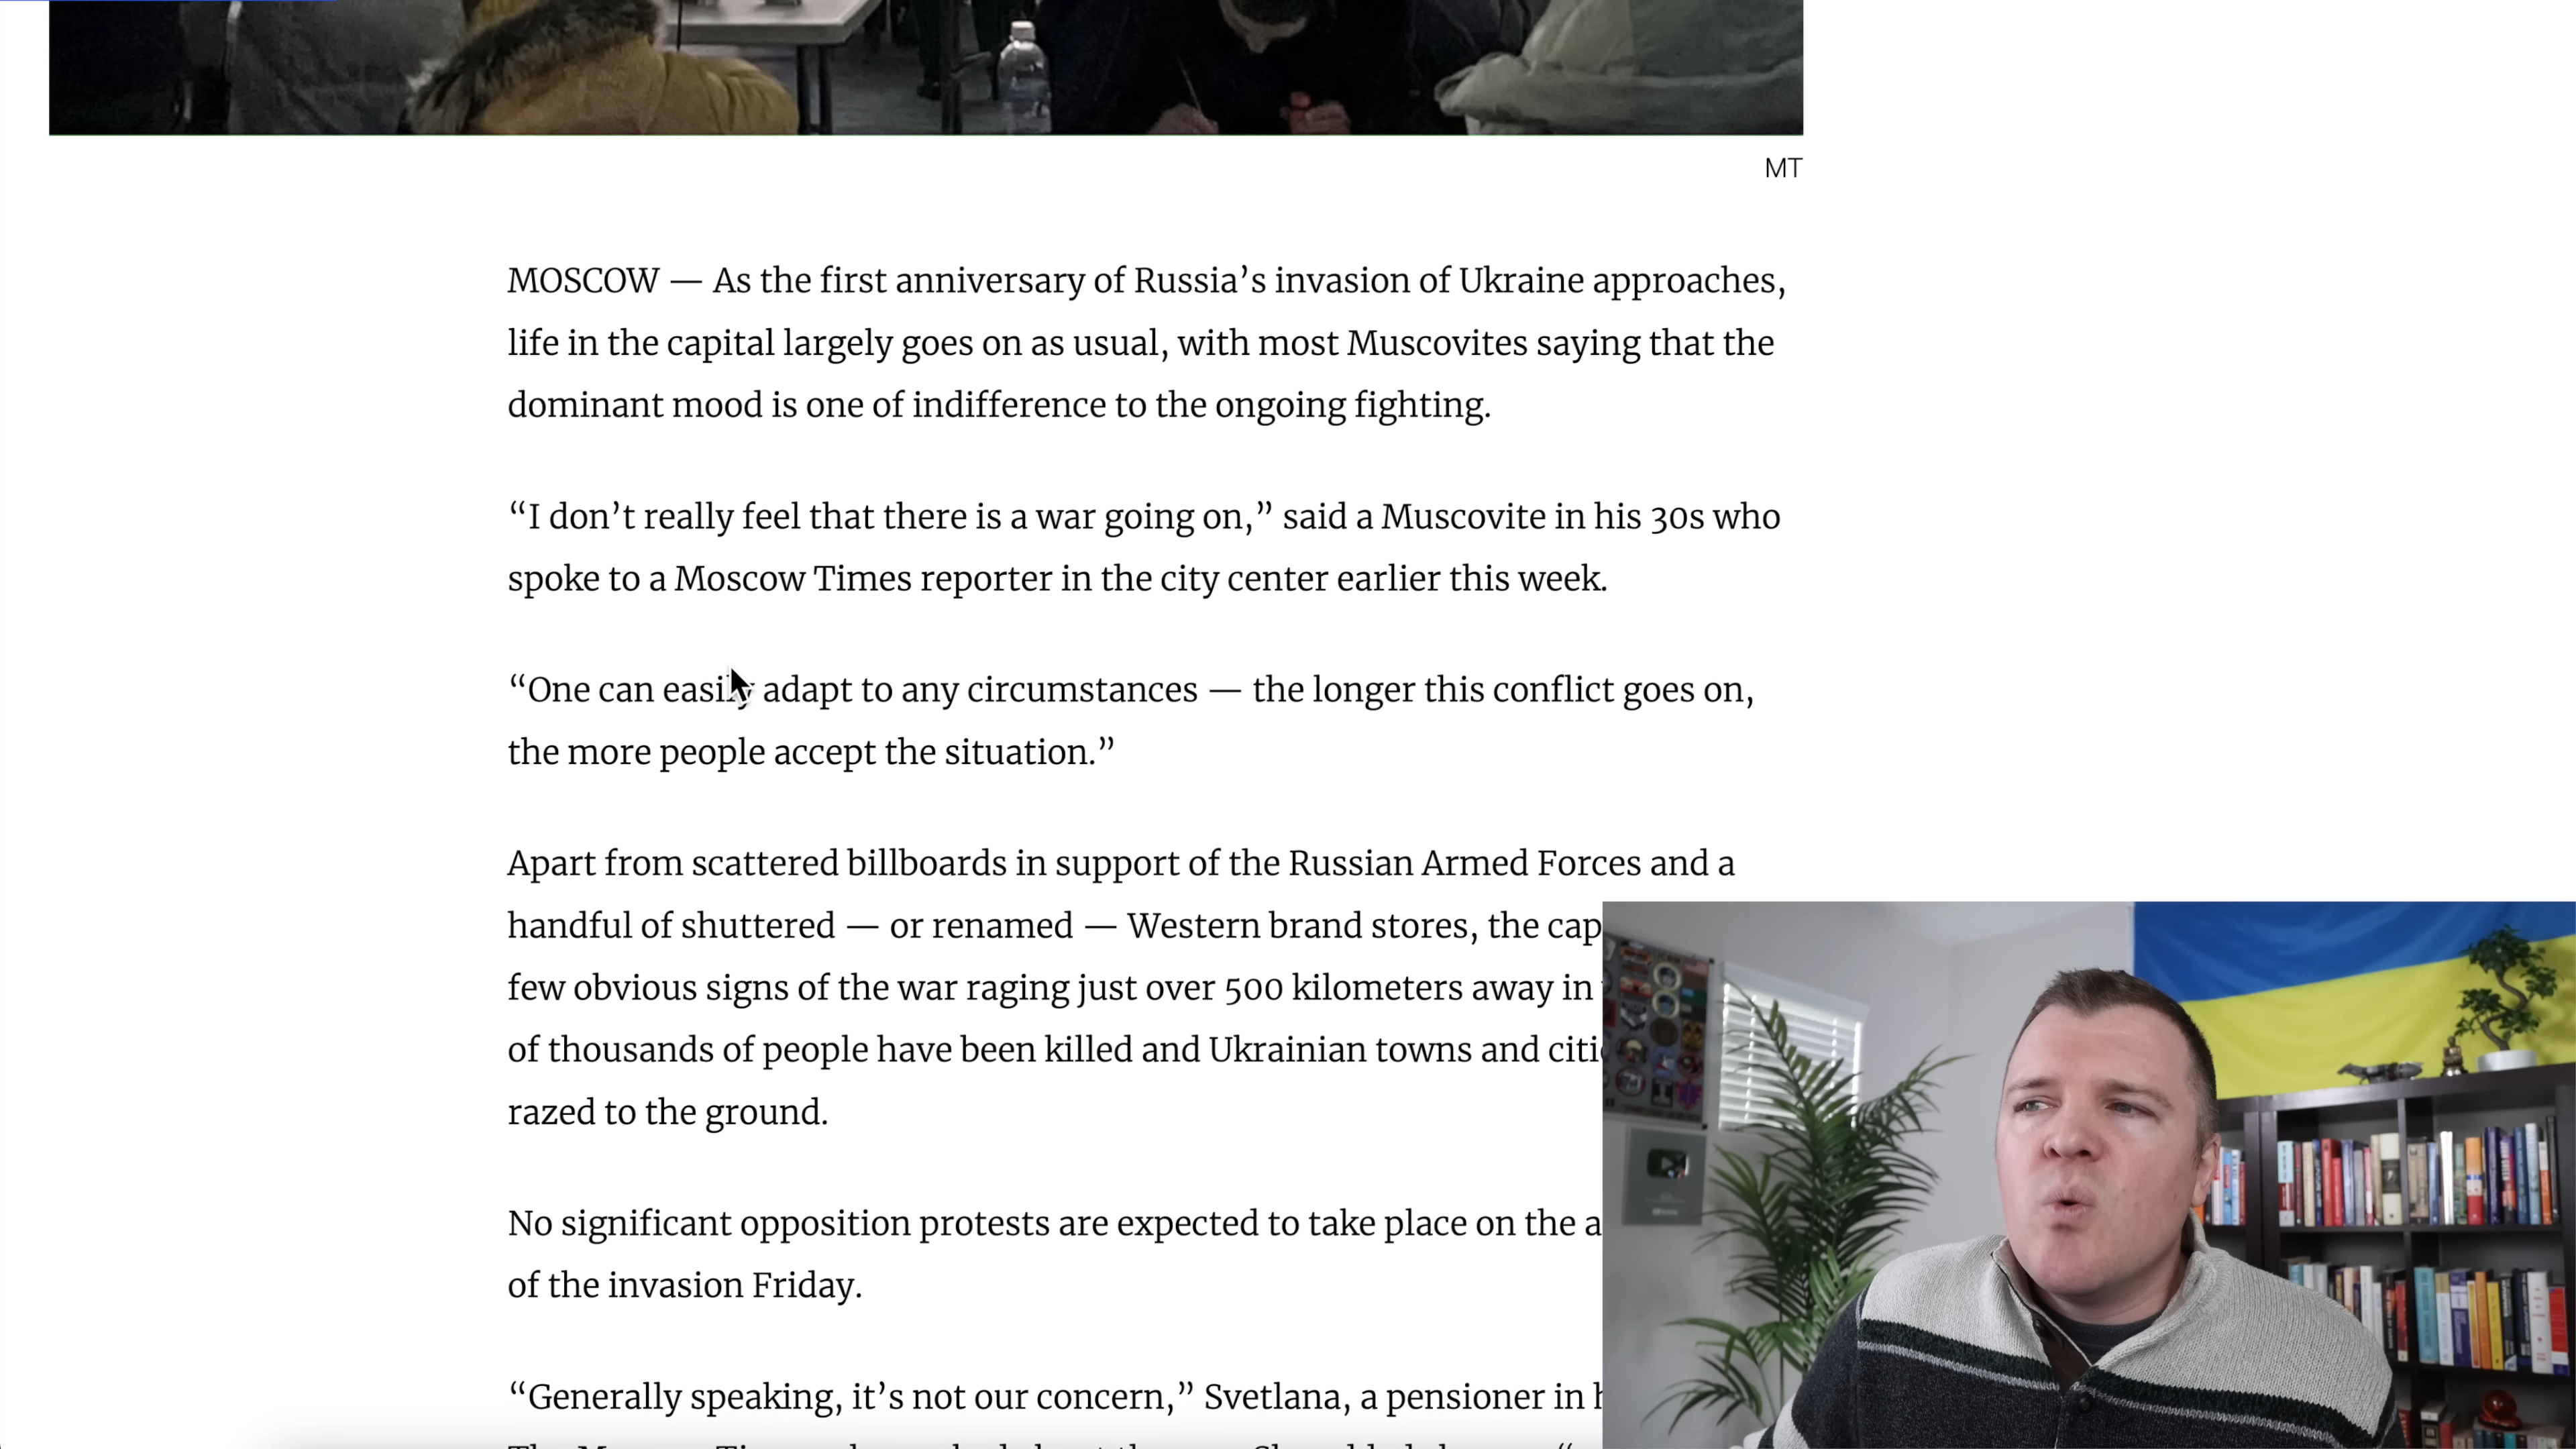 MT
MOSCOW — As the first anniversary of Russia’s invasion of Ukraine approaches,
life in the capital largely goes on as usual, with most Muscovites saying that the
dominant mood is one of indifference to the ongoing fighting.
“I don’t really feel that there is a war going on,” said a Muscovite in his 30s who
spoke to a Moscow Times reporter in the city center earlier this week.
“One can easily adapt to any circumstances — the longer this conflict goes on,
the more people accept the situation.”
Apart from scattered billboards in support of the Russian Armed Forces and a
handful of shuttered — or renamed — Western brand stores, the cap
few obvious signs of the war raging just over 500 kilometers away in
of thousands of people have been killed and Ukrainian towns and citi
razed to the ground.
No significant opposition protests are expected to take place on the a
of the invasion Friday.
“Generally speaking, it’s not our concern,” Svetlana, a pensioner in h